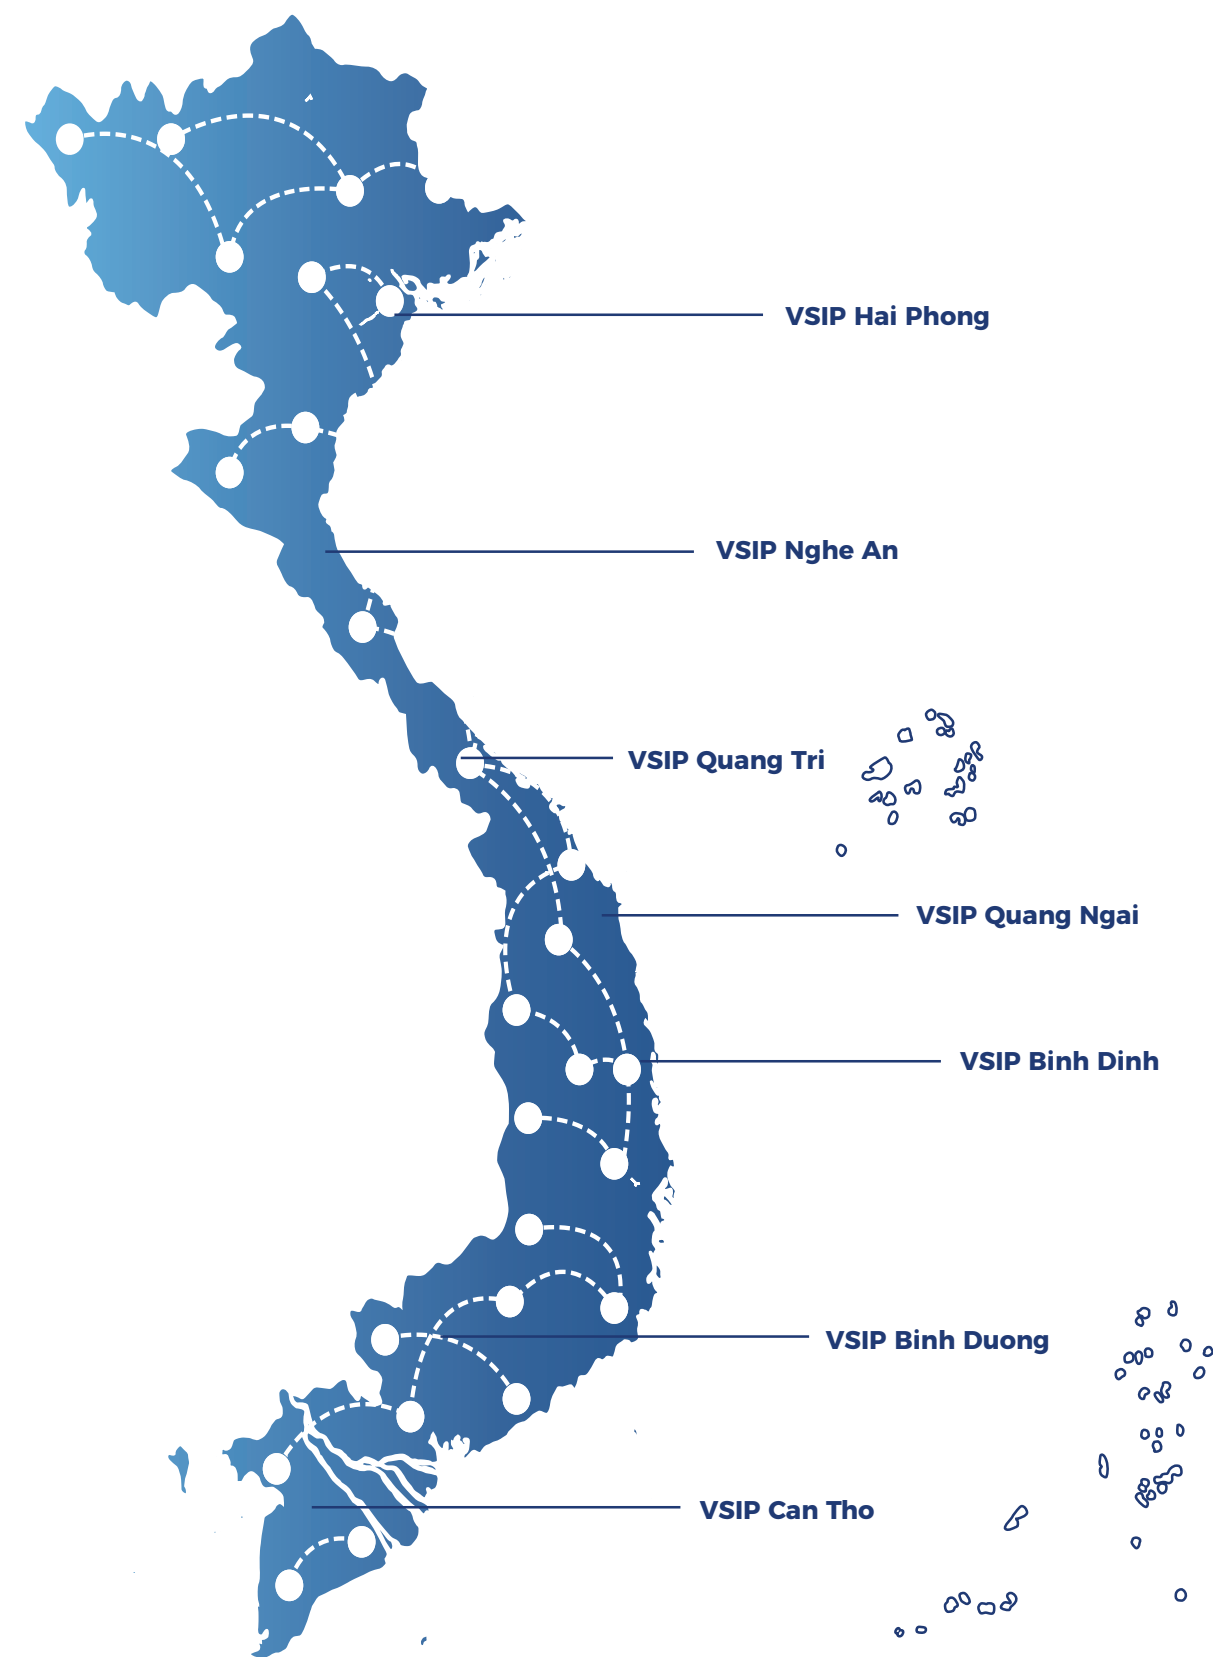 VSIP Hai Phong
VSIP Nghe An
VSIP Quang Tri
VSIP Quang Ngai
VSIP Binh Dinh
VSIP Binh Duong
VSIP Can Tho